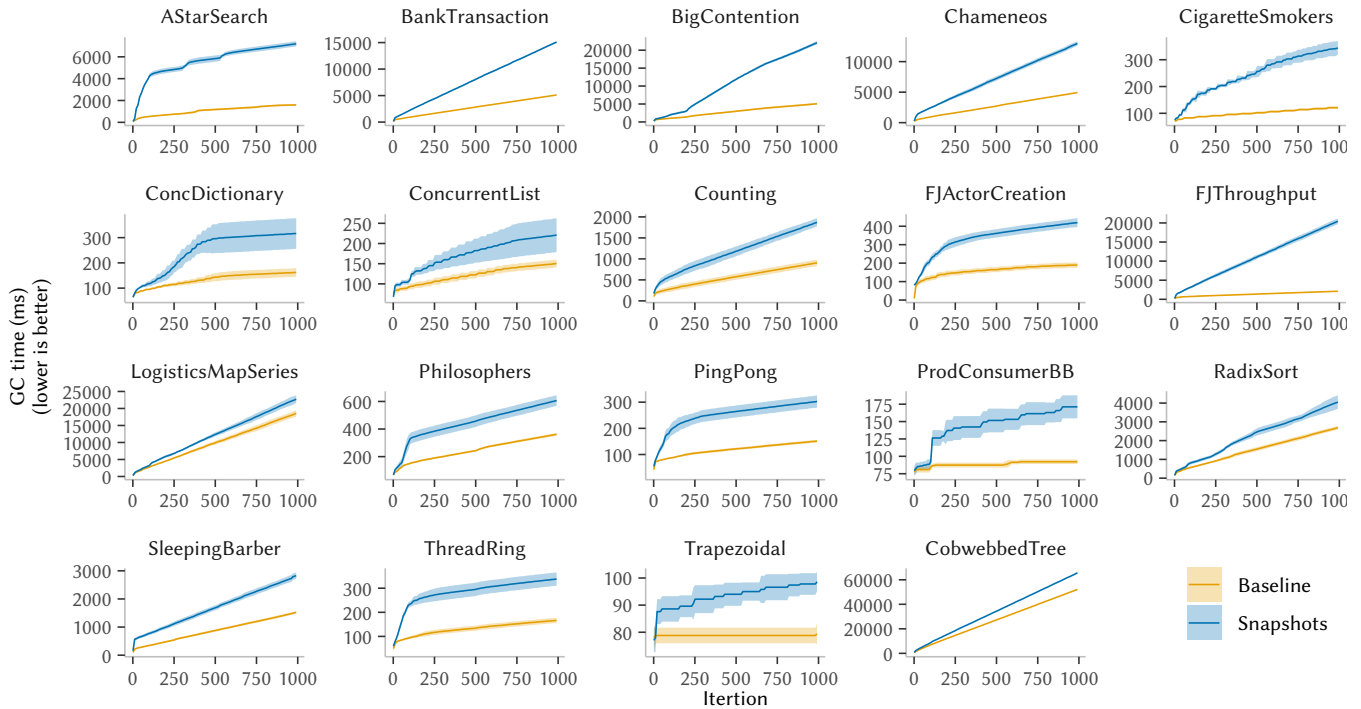 AStarSearch
6000
4000
2000
0
0 250 500 750 1000
BankTransaction
15000
10000
5000
0
0 250 500 750 1000
BigContention
20000
15000
10000
5000
0
0 250 500 750 1000
Chameneos
10000
5000
0
0 250 500 750 1000
CigaretteSmokers
300
200
100
0 250 500 750 1000
ConcDictionary
300
200
100
0 250 500 750 1000
ConcurrentList
250
200
150
100
0 250 500 750 1000
Counting
2000
1500
1000
500
0
0 250 500 750 1000
FJActorCreation
400
300
200
100
0
0 250 500 750 1000
FJThroughput
20000
15000
10000
5000
0
0 250 500 750 1000
GC time (ms)
(lower is better)
LogisticsMapSeries
25000
20000
15000
10000
5000
0
0 250 500 750 1000
Philosophers
600
400
200
0 250 500 750 1000
PingPong
300
200
100
0 250 500 750 1000
ProdConsumerBB
175
150
125
100
75
0 250 500 750 1000
RadixSort
4000
3000
2000
1000
0
0 250 500 750 1000
SleepingBarber
3000
2000
1000
0
0 250 500 750 1000
ThreadRing
300
200
100
0 250 500 750 1000
Trapezoidal
100
90
80
0 250 500 750 1000
CobwebbedTree
60000
40000
20000
0
0 250 500 750 1000
Baseline
Snapshots
Itertion